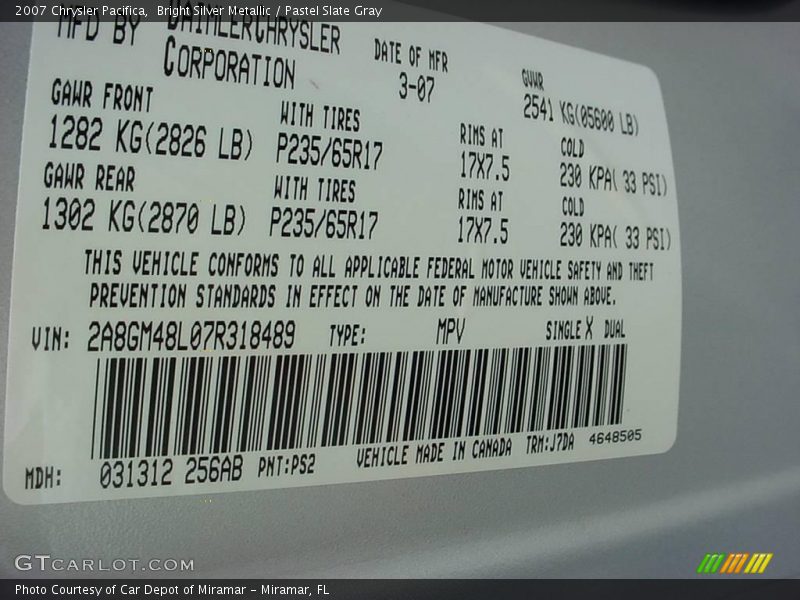 2007 Chrysler Pacifica, Bright Silver Metallic / Pastel Slate Gray
MFD BY DAIMLERCHRYSLER CORPORATION DATE OF MFR 3-07 GVWR 2541 KG(05600 LB)
GAWR FRONT WITH TIRES RIMS AT COLD
1282 KG(2826 LB) P235/65R17 17X7.5 230 KPA( 33 PSI)
GAWR REAR WITH TIRES RIMS AT COLD
1302 KG(2870 LB) P235/65R17 17X7.5 230 KPA( 33 PSI)
THIS VEHICLE CONFORMS TO ALL APPLICABLE FEDERAL MOTOR VEHICLE SAFETY AND THEFT
PREVENTION STANDARDS IN EFFECT ON THE DATE OF MANUFACTURE SHOWN ABOVE.
VIN: 2A8GM48L07R318489 TYPE: MPV SINGLE X DUAL
MDH: 031312 256AB PNT:PS2 VEHICLE MADE IN CANADA TRM:J7DA 4648505
GTCARLOT.COM
Photo Courtesy of Car Depot of Miramar - Miramar, FL